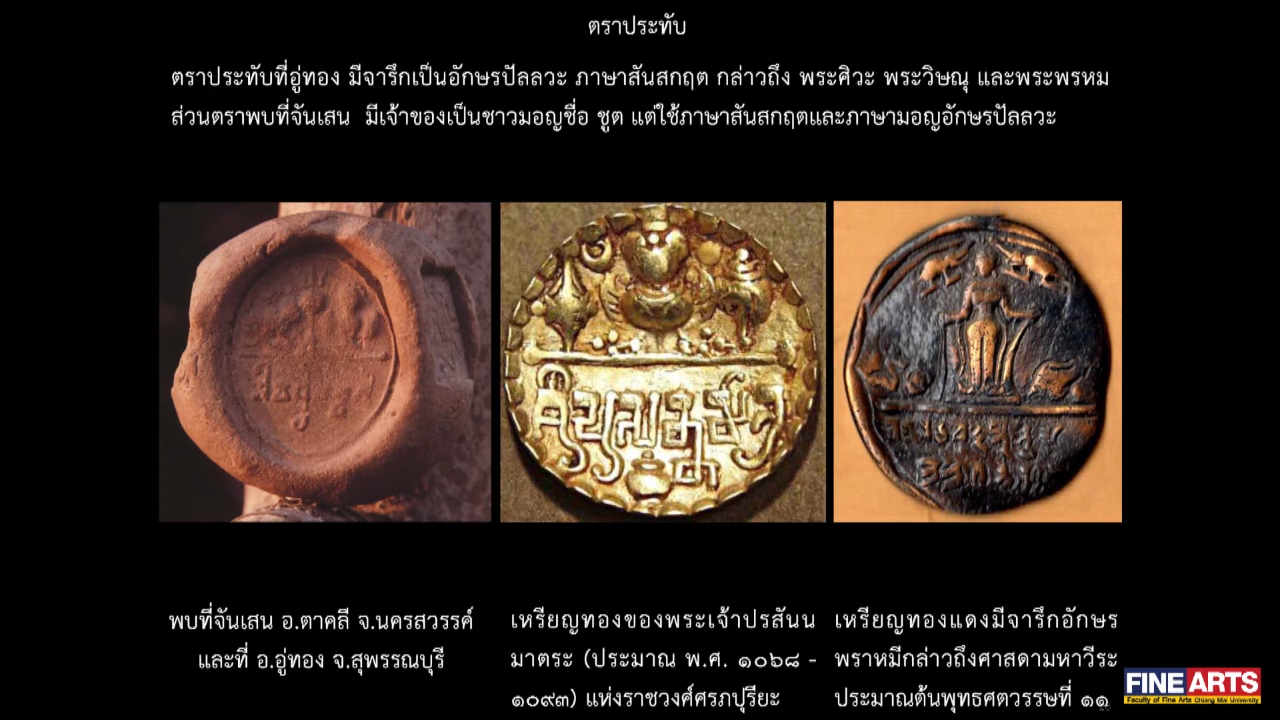 ตราประทับ
ตราประทับที่อู่ทอง มีจารึกเป็นอักษรปัลลวะ ภาษาสันสกฤต กล่าวถึง พระศิวะ พระวิษณุ และพระพรหม
ส่วนตราพบที่จันเสน มีเจ้าของเป็นชาวมอญชื่อ ชูต แต่ใช้ภาษาสันสกฤตและภาษามอญอักษรปัลลวะ
พบที่จันเสน อ.ตาคลี จ.นครสวรรค์
และที่ อ.อู่ทอง จ.สุพรรณบุรี
เหรียญทองของพระเจ้าปรสันน
มาตระ (ประมาณ พ.ศ. ๑๐๖๘ -
๑๐๙๓) แห่งราชวงศ์ศรภปุริยะ
เหรียญทองแดงมีจารึกอักษร
พราหมีกล่าวถึงศาสดามหาวีระ
ประมาณต้นพุทธศตวรรษที่ ๑๑
FINE ARTS
Faculty of Fine Arts Chiang Mai University